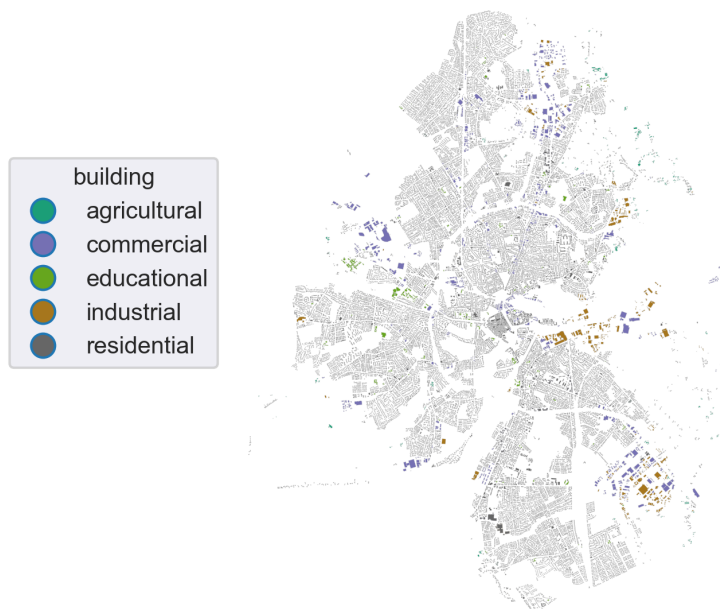 building
agricultural
commercial
educational
industrial
residential